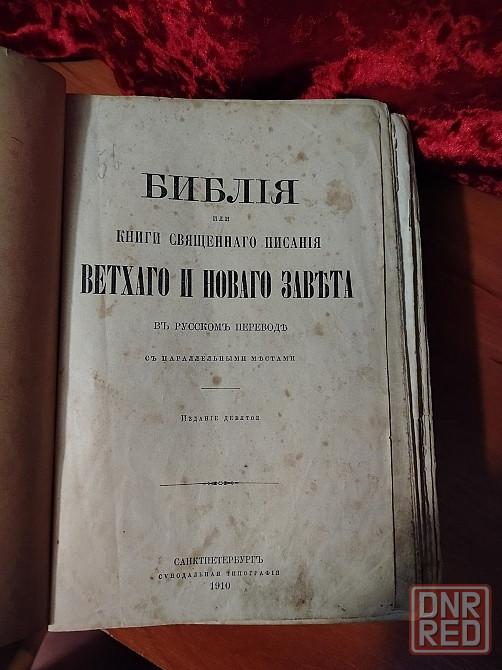 БИБЛІЯ
ИЛИ
КНИГИ СВЯЩЕННАГО ПИСАНІЯ
ВЕТХАГО И НОВАГО ЗАВѢТА
ВЪ РУССКОМЪ ПЕРЕВОДѢ
СЪ ПАРАЛЛЕЛЬНЫМИ МѢСТАМИ
Изданіе девятое
САНКТПЕТЕРБУРГЪ
СѴНОДАЛЬНАЯ ТИПОГРАФІЯ
1910
DNR
RED